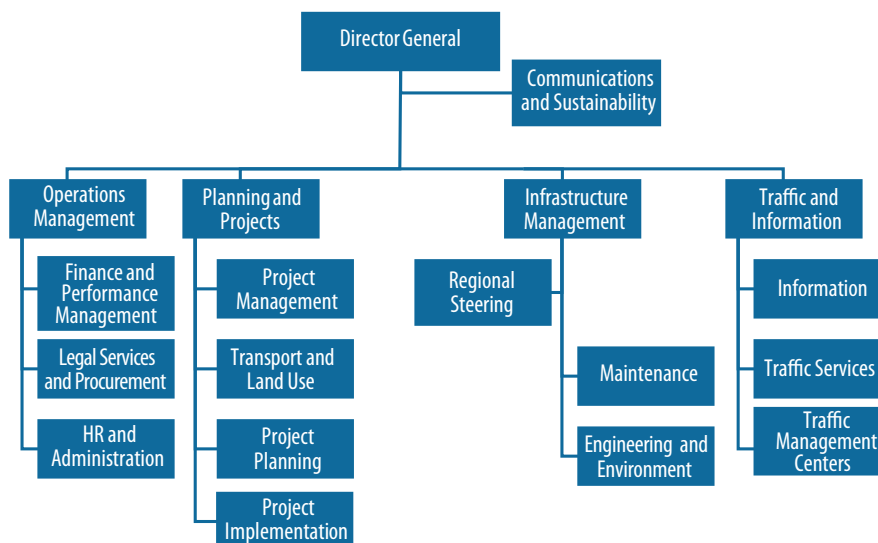 Director General
Communications
and Sustainability
Operations
Management
Planning and
Projects
Infrastructure
Management
Traffic and
Information
Finance and
Performance
Management
Legal Services
and Procurement
HR and
Administration
Project
Management
Transport and
Land Use
Project
Planning
Project
Implementation
Regional
Steering
Maintenance
Engineering and
Environment
Information
Traffic Services
Traffic
Management
Centers